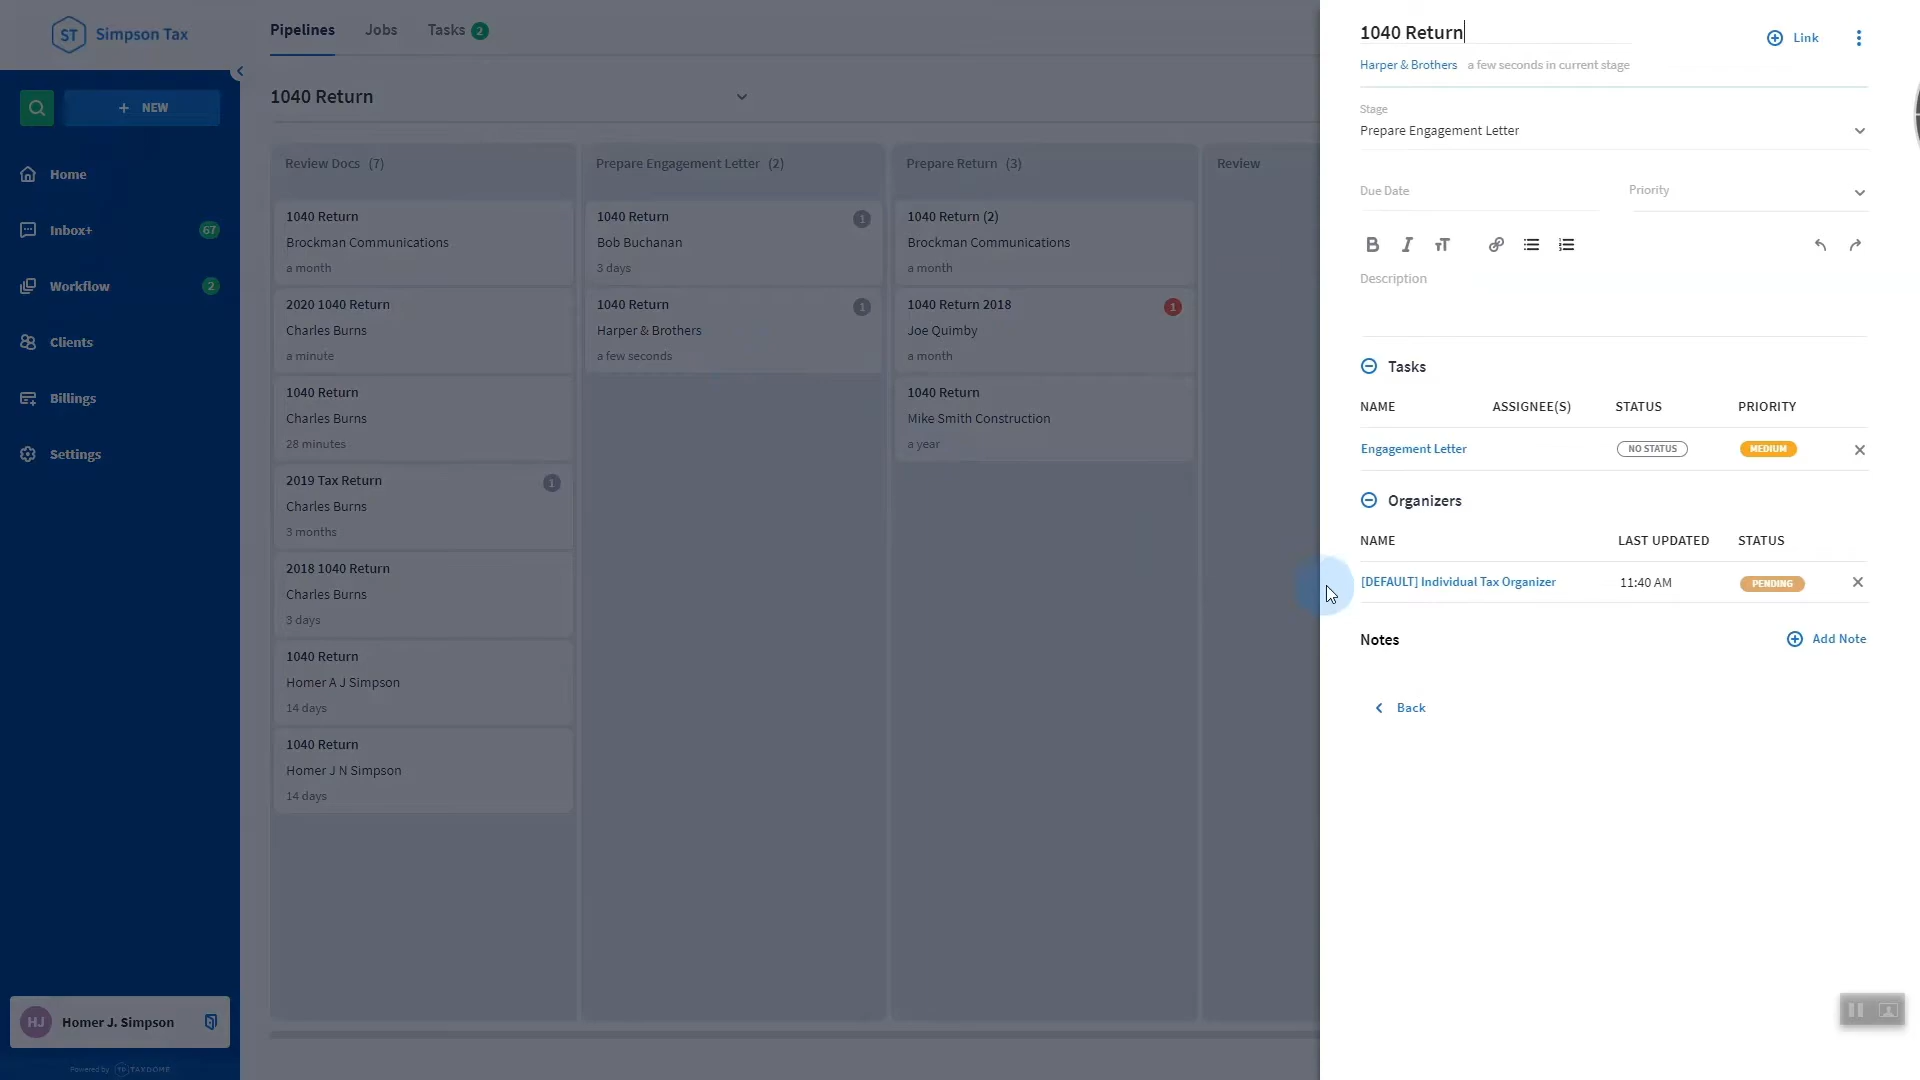 ST Simpson Tax
+ NEW
Home
Inbox+ 67
Workflow 2
Clients
Billings
Settings
HJ Homer J. Simpson
Powered by TD TAXDOME
Pipelines Jobs Tasks 2
1040 Return
Review Docs (7)
1040 Return
Brockman Communications
a month
2020 1040 Return
Charles Burns
a minute
1040 Return
Charles Burns
28 minutes
2019 Tax Return 1
Charles Burns
3 months
2018 1040 Return
Charles Burns
3 days
1040 Return
Homer A J Simpson
14 days
1040 Return
Homer J N Simpson
14 days
Prepare Engagement Letter (2)
1040 Return 1
Bob Buchanan
3 days
1040 Return 1
Harper & Brothers
a few seconds
Prepare Return (3)
1040 Return (2)
Brockman Communications
a month
1040 Return 2018 1
Joe Quimby
a month
1040 Return
Mike Smith Construction
a year
Review
1040 Return
Link
Harper & Brothers a few seconds in current stage
Stage
Prepare Engagement Letter
Due Date Priority
Description
Tasks
NAME ASSIGNEE(S) STATUS PRIORITY
Engagement Letter NO STATUS MEDIUM
Organizers
NAME LAST UPDATED STATUS
[DEFAULT] Individual Tax Organizer 11:40 AM PENDING
Notes Add Note
Back